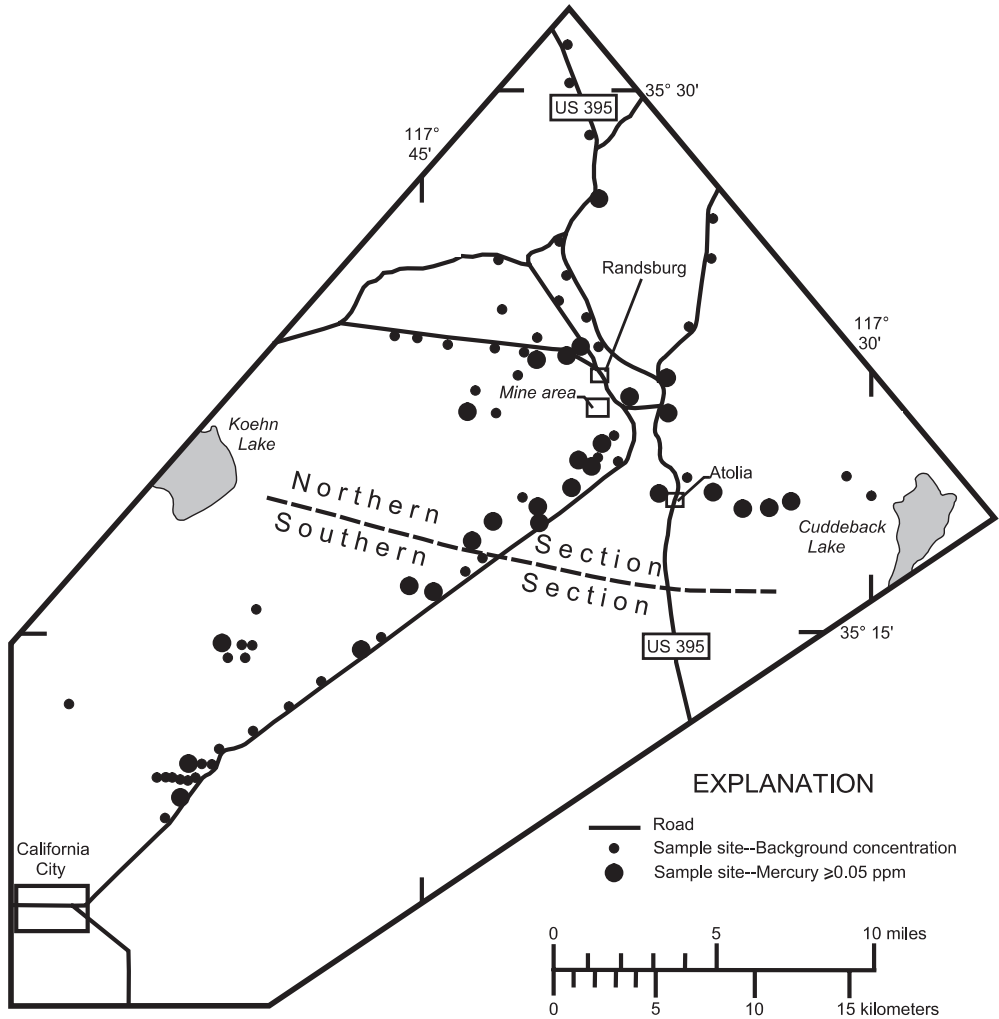 35° 30'
US 395
117°
45'
Randsburg
117°
30'
Mine area
Koehn
Lake
Atolia
Northern
Southern
Section
Section
Cuddeback
Lake
35° 15'
US 395
EXPLANATION
Road
Sample site--Background concentration
Sample site--Mercury ≥0.05 ppm
California
City
0 5 10 miles
0 5 10 15 kilometers